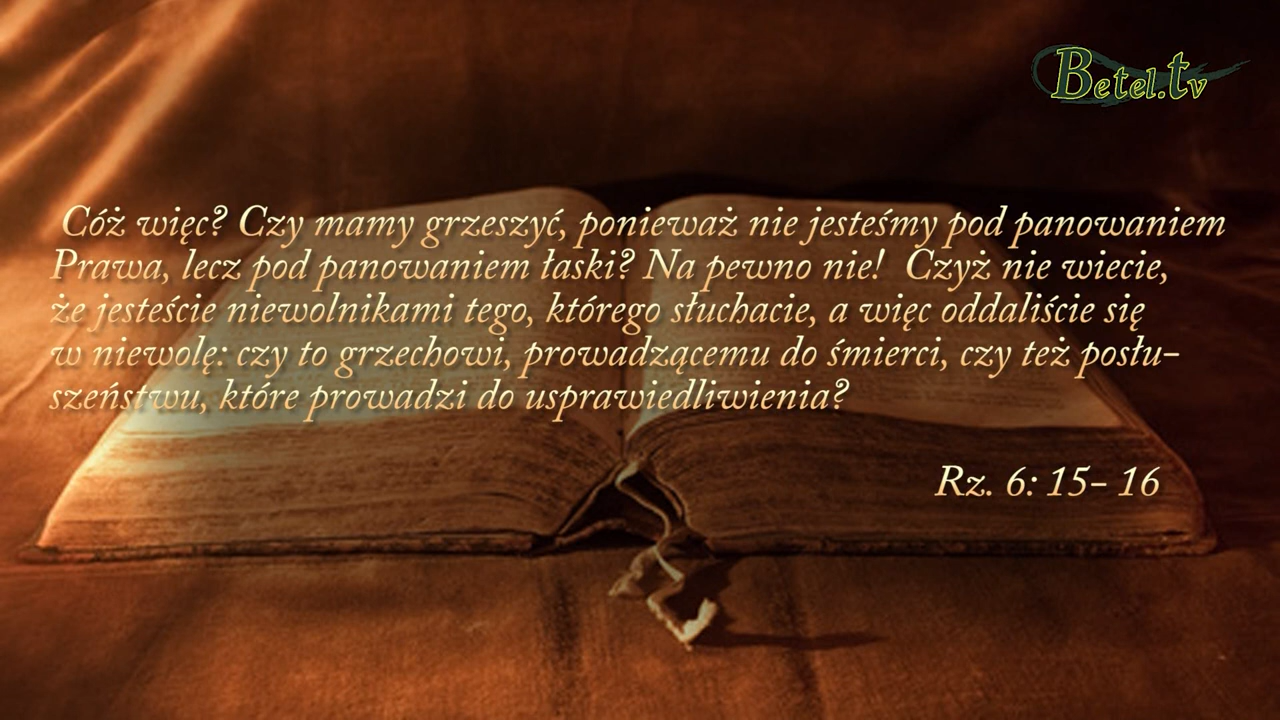 Betel.tv
Cóż więc? Czy mamy grzeszyć, ponieważ nie jesteśmy pod panowaniem
Prawa, lecz pod panowaniem łaski? Na pewno nie! Czyż nie wiecie,
że jesteście niewolnikami tego, którego słuchacie, a więc oddaliście się
w niewolę: czy to grzechowi, prowadzącemu do śmierci, czy też posłu-
szeństwu, które prowadzi do usprawiedliwienia?
Rz. 6: 15- 16